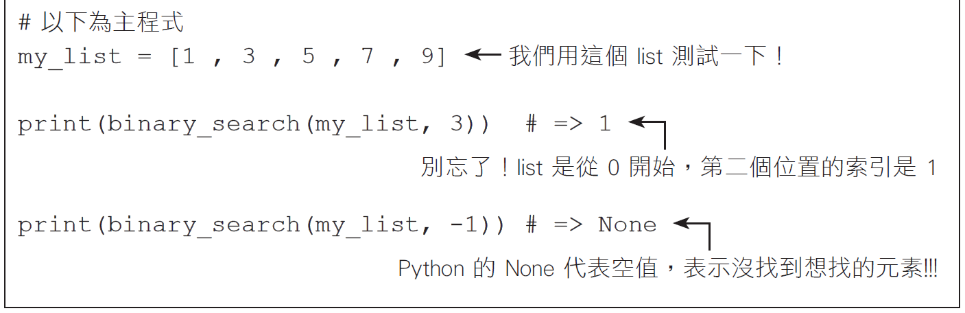 # 以下為主程式
my_list = [1 , 3 , 5 , 7 , 9] 我們用這個 list 測試一下！
print(binary_search(my_list, 3))  # => 1
別忘了！list 是從 0 開始，第二個位置的索引是 1
print(binary_search(my_list, -1)) # => None
Python 的 None 代表空值，表示沒找到想找的元素!!!